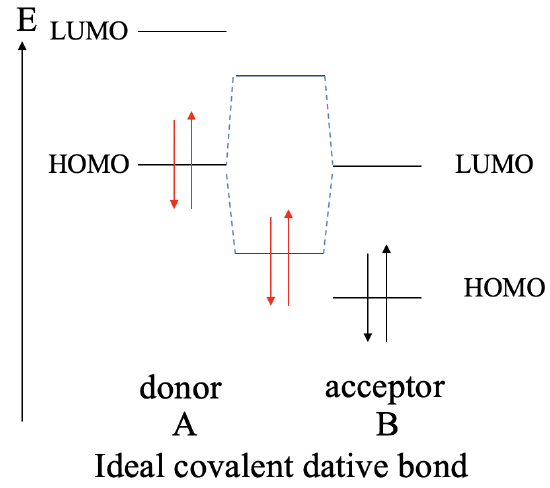 E
LUMO
HOMO
LUMO
HOMO
donor
acceptor
A
B
Ideal covalent dative bond